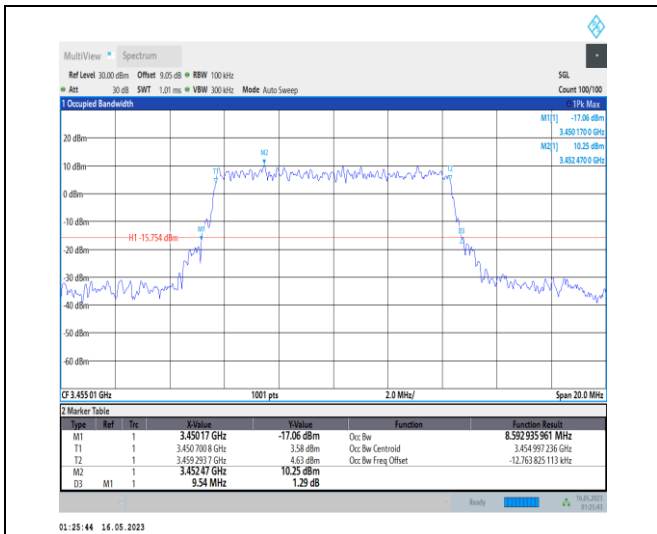 MultiView Spectrum
Ref Level 30.00 dBm Offset 9.05 dB RBW 100 kHz SGL
Att 30 dB SWT 1.01 ms VBW 300 kHz Mode Auto Sweep Count 100/100
1 Occupied Bandwidth 1Pk Max
M1[1] -17.06 dBm
3.450 170 0 GHz
M2[1] 10.25 dBm
3.452 470 0 GHz
20 dBm
M2
10 dBm
T1 T2
0 dBm
-10 dBm
M1 D3
H1 -15.754 dBm
-20 dBm
-30 dBm
-40 dBm
-50 dBm
-60 dBm
CF 3.455 01 GHz 1001 pts 2.0 MHz/ Span 20.0 MHz
2 Marker Table
Type Ref Trc X-Value Y-Value Function Function Result
M1 1 3.45017 GHz -17.06 dBm Occ Bw 8.592 935 961 MHz
T1 1 3.450 700 8 GHz 3.58 dBm Occ Bw Centroid 3.454 997 236 GHz
T2 1 3.459 293 7 GHz 4.63 dBm Occ Bw Freq Offset -12.763 825 113 kHz
M2 1 3.45247 GHz 10.25 dBm
D3 M1 1 9.54 MHz 1.29 dB
Ready 16.05.2023
01:25:43
01:25:44 16.05.2023